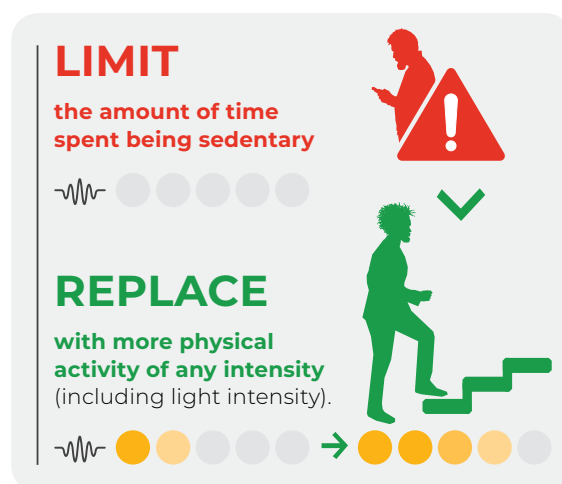 LIMIT
the amount of time
spent being sedentary
REPLACE
with more physical
activity of any intensity
(including light intensity).